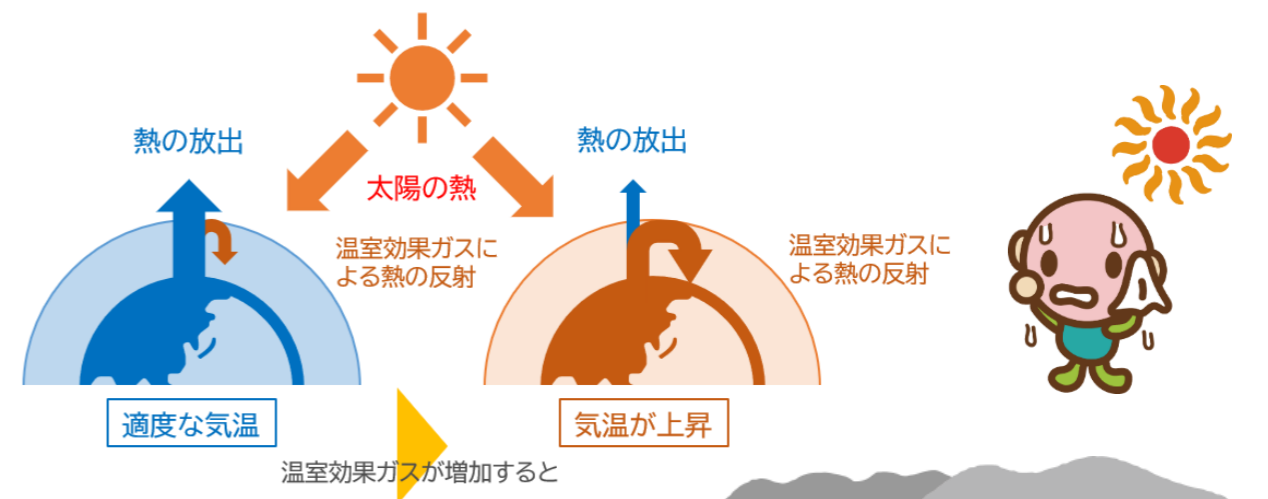 熱の放出
太陽の熱
温室効果ガスに
よる熱の反射
適度な気温
熱の放出
温室効果ガスに
よる熱の反射
気温が上昇
温室効果ガスが増加すると